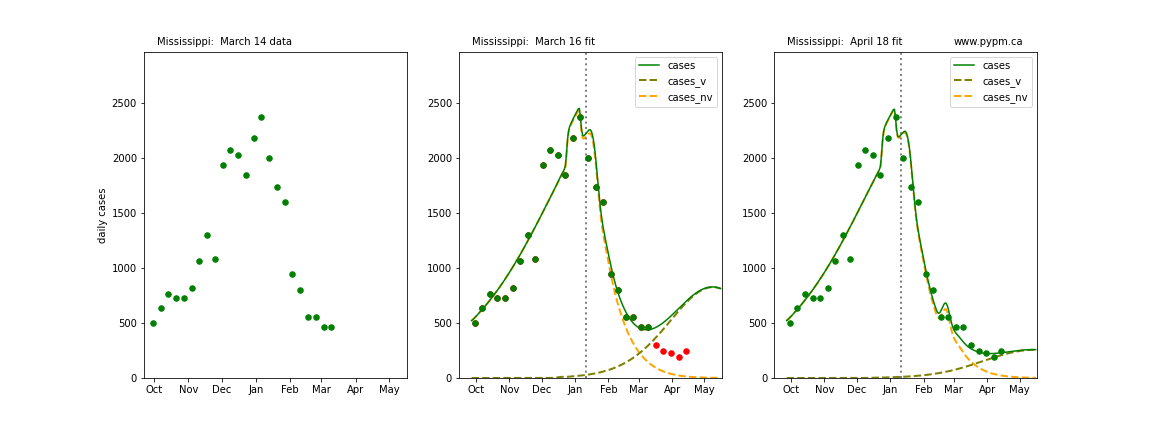 Mississippi:  March 14 data
daily cases
2500
2000
1500
1000
500
0
Oct Nov Dec Jan Feb Mar Apr May
Mississippi:  March 16 fit
cases
cases_v
cases_nv
2500
2000
1500
1000
500
0
Oct Nov Dec Jan Feb Mar Apr May
Mississippi:  April 18 fit
www.pypm.ca
cases
cases_v
cases_nv
2500
2000
1500
1000
500
0
Oct Nov Dec Jan Feb Mar Apr May